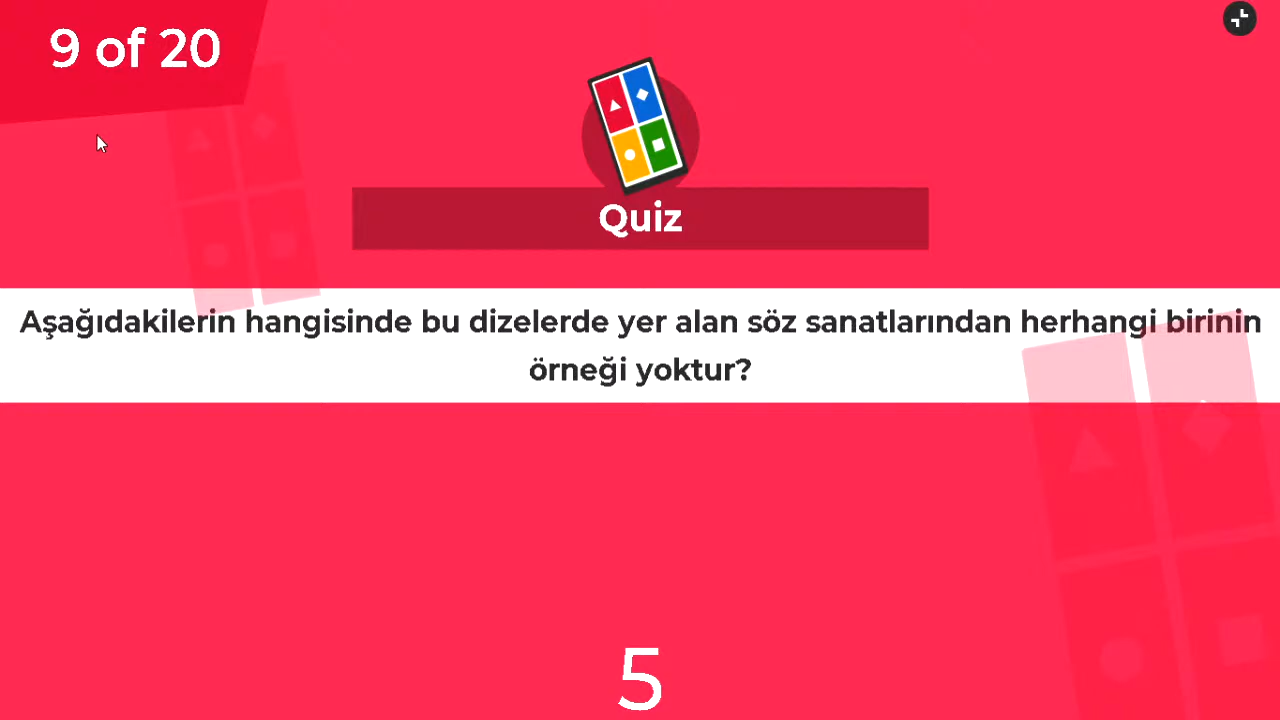 9 of 20
Quiz
Aşağıdakilerin hangisinde bu dizelerde yer alan söz sanatlarından herhangi birinin
örneği yoktur?
5